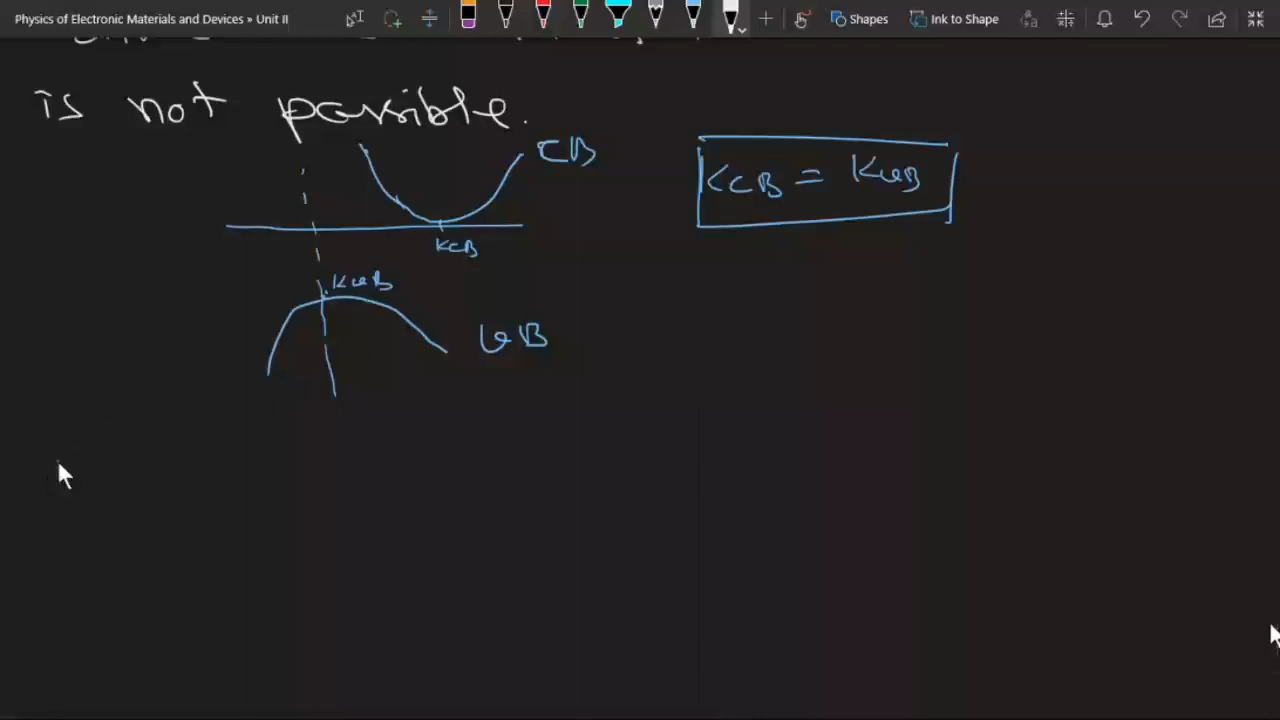 Physics of Electronic Materials and Devices » Unit II
Shapes
Ink to Shape
is not possible.
CB
KCB = KVB
KCB
KVB
VB